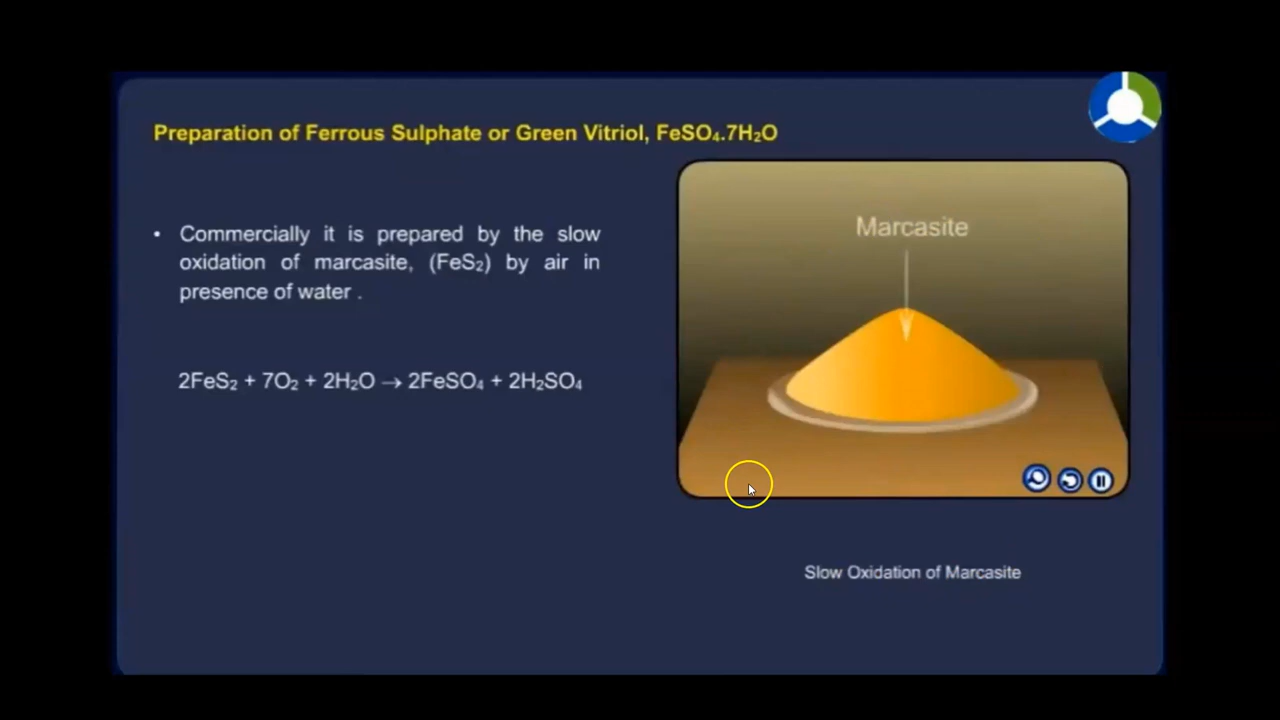 Preparation of Ferrous Sulphate or Green Vitriol, FeSO₄.7H₂O
Marcasite
• Commercially it is prepared by the slow
oxidation of marcasite, (FeS₂) by air in
presence of water .
2FeS₂ + 7O₂ + 2H₂O → 2FeSO₄ + 2H₂SO₄
Slow Oxidation of Marcasite